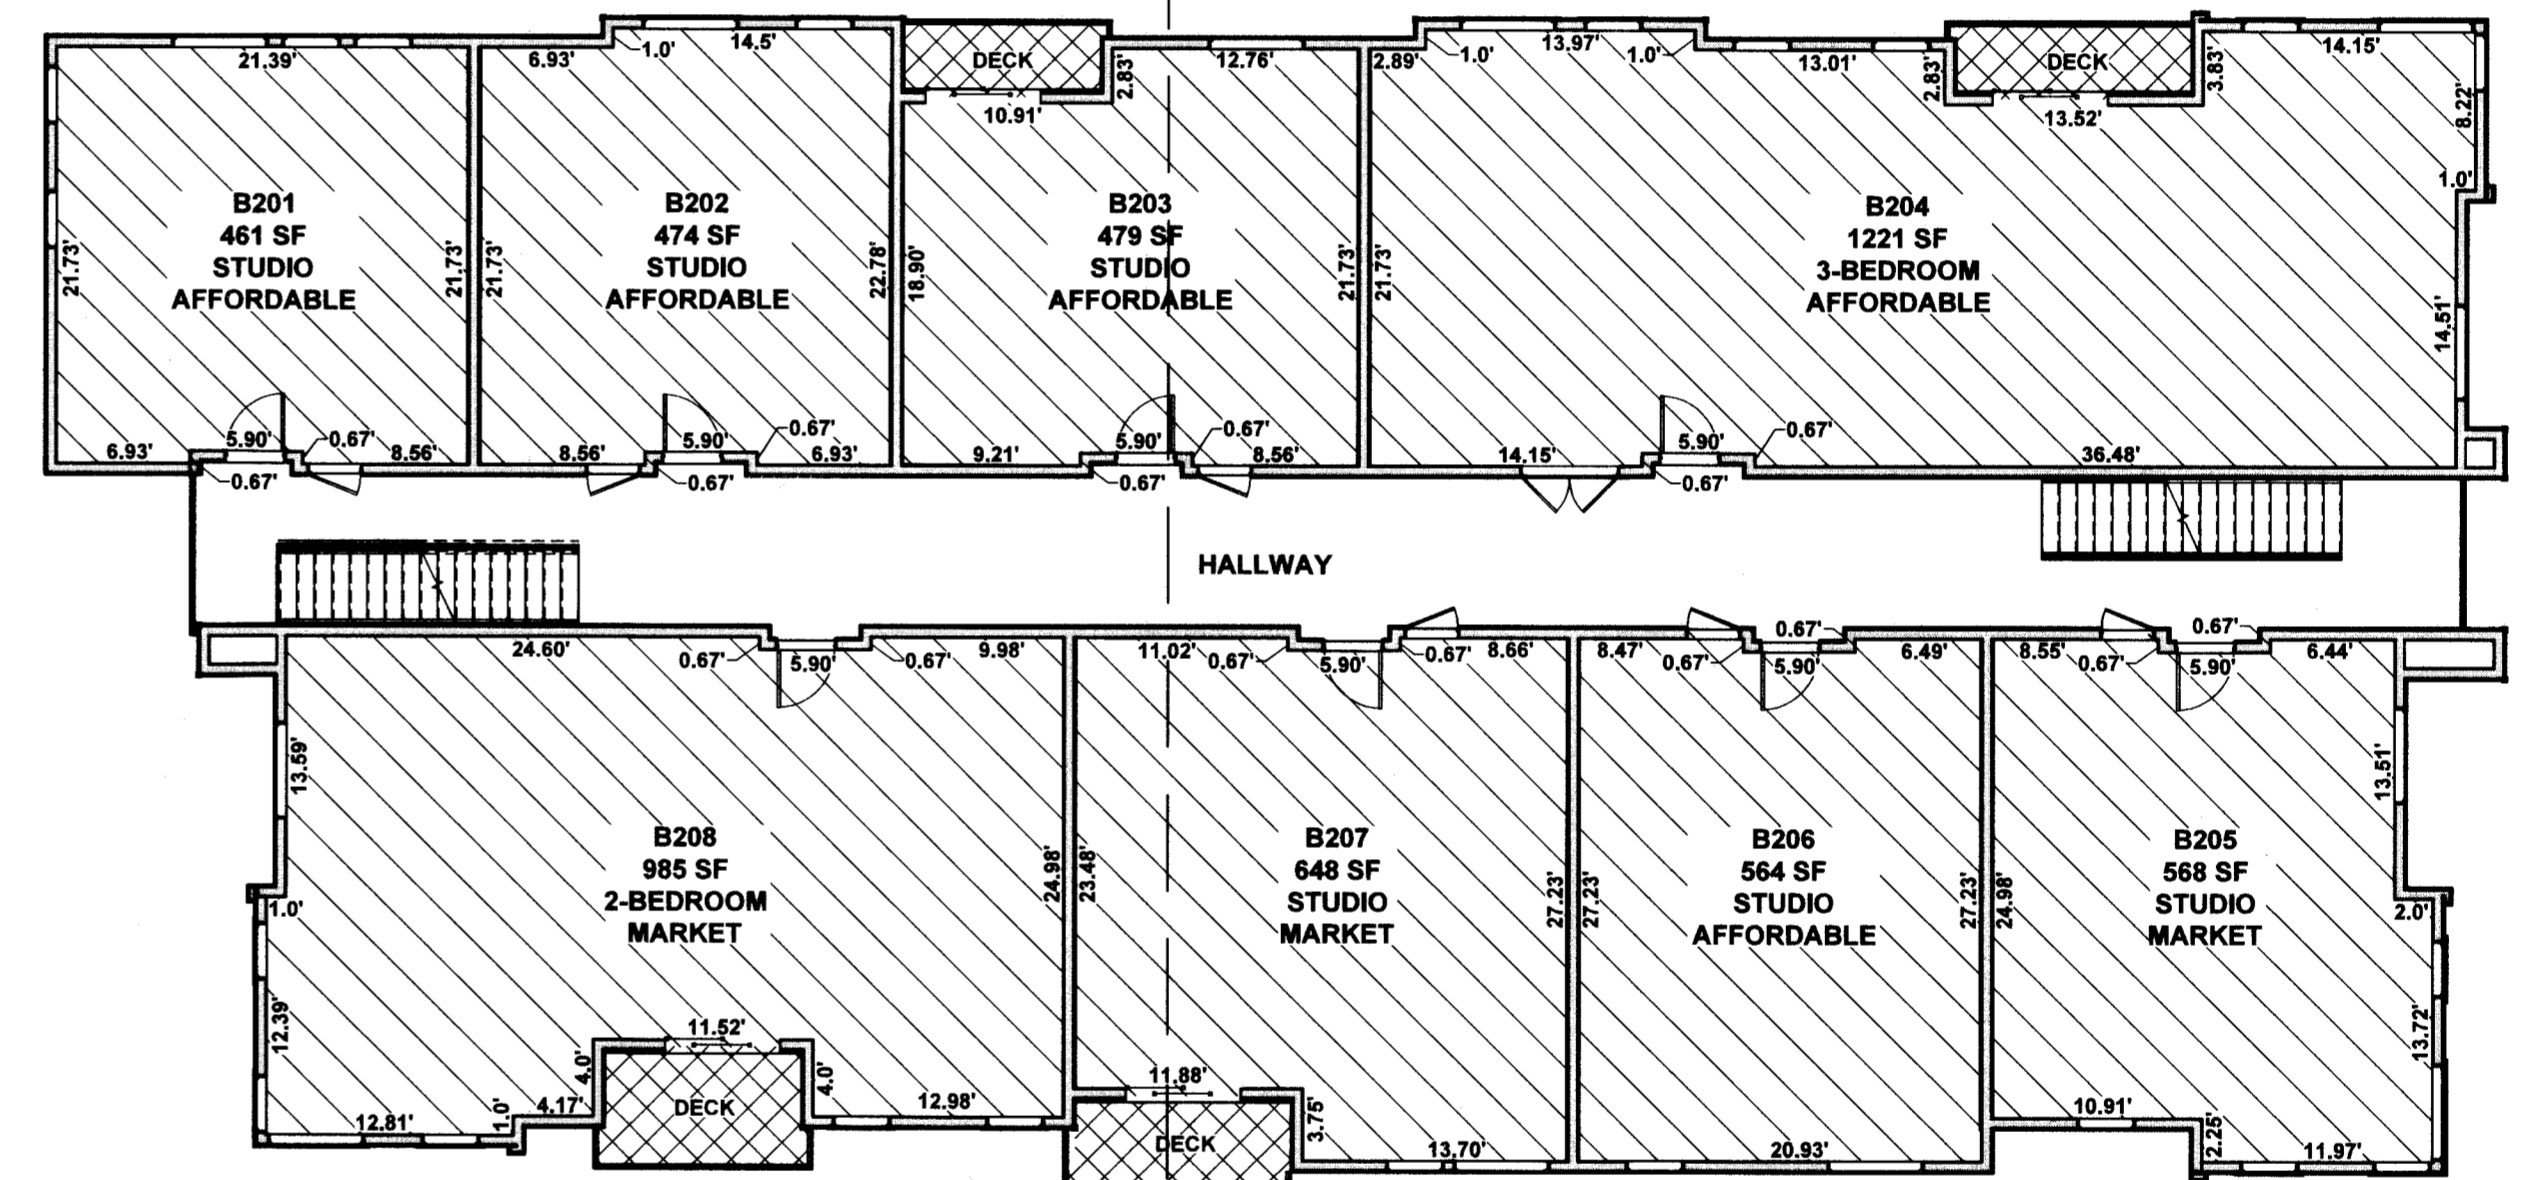 21.39'
6.93'
1.0'
14.5'
DECK
10.91'
2.83'
12.76'
2.89'
1.0'
13.97'
1.0'
13.01'
2.83'
DECK
13.52'
3.83'
14.15'
8.22'
1.0'
B201
461 SF
STUDIO
AFFORDABLE
21.73'
21.73'
B202
474 SF
STUDIO
AFFORDABLE
21.73'
22.78'
B203
479 SF
STUDIO
AFFORDABLE
18.90'
21.73'
B204
1221 SF
3-BEDROOM
AFFORDABLE
21.73'
14.51'
6.93'
5.90'
0.67'
0.67'
8.56'
8.56'
5.90'
0.67'
0.67'
6.93'
9.21'
5.90'
0.67'
0.67'
8.56'
14.15'
5.90'
0.67'
0.67'
36.48'
HALLWAY
24.60'
0.67'
5.90'
0.67'
9.98'
11.02'
0.67'
5.90'
0.67'
8.66'
8.47'
0.67'
5.90'
0.67'
6.49'
8.55'
0.67'
5.90'
0.67'
6.44'
13.59'
B208
985 SF
2-BEDROOM
MARKET
24.98'
1.0'
12.39'
12.81'
1.0'
4.17'
4.0'
11.52'
DECK
4.0'
12.98'
23.48'
B207
648 SF
STUDIO
MARKET
27.23'
11.88'
DECK
3.75'
13.70'
27.23'
B206
564 SF
STUDIO
AFFORDABLE
27.23'
20.93'
24.98'
B205
568 SF
STUDIO
MARKET
13.51'
2.0'
13.72'
10.91'
2.25'
11.97'